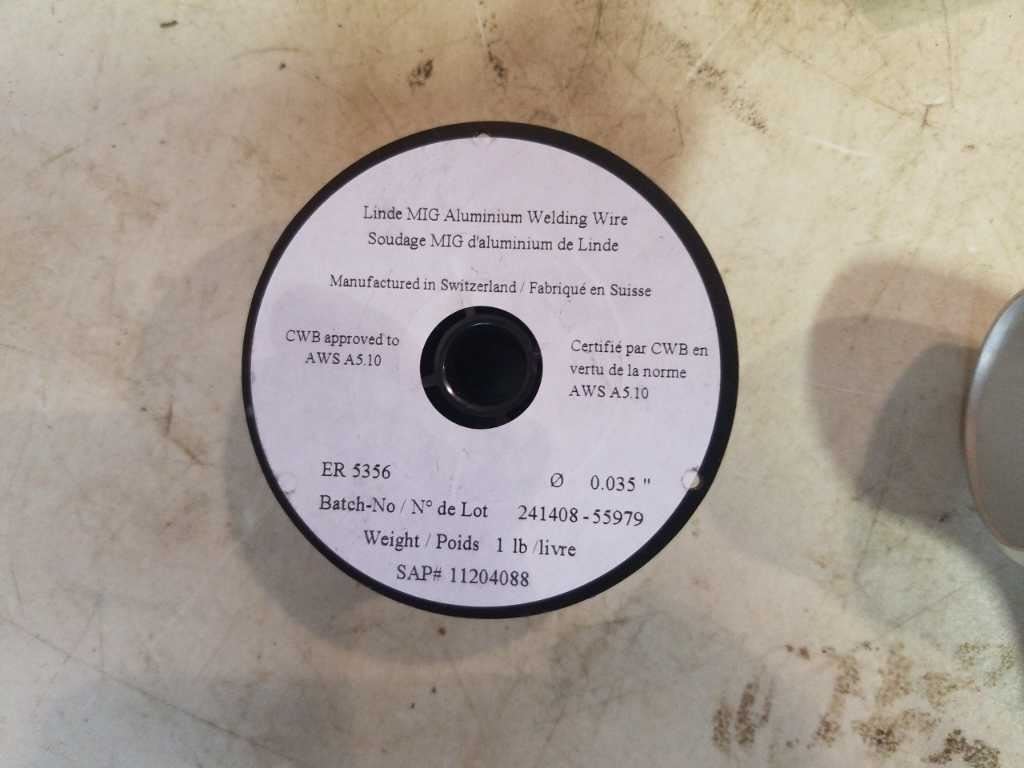 Linde MIG Aluminium Welding Wire
Soudage MIG d'aluminium de Linde
Manufactured in Switzerland / Fabriqué en Suisse
CWB approved to
AWS A5.10
Certifié par CWB en
vertu de la norme
AWS A5.10
ER 5356
Ø 0.035 "
Batch-No / N° de Lot 241408 -55979
Weight / Poids 1 lb /livre
SAP# 11204088